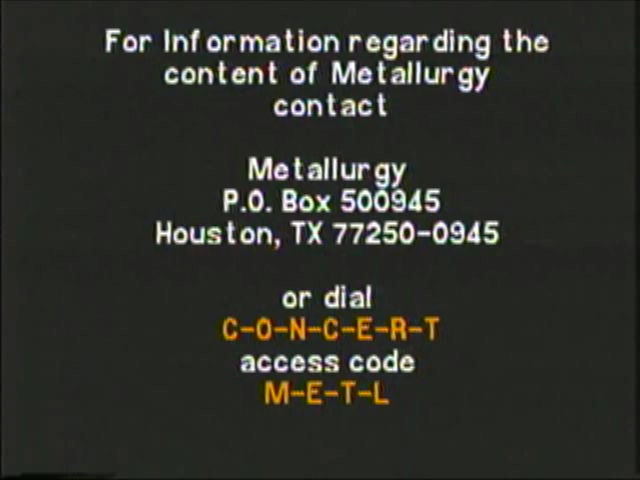 For Information regarding the
content of Metallurgy
contact
Metallurgy
P.O. Box 500945
Houston, TX 77250-0945
or dial
C-O-N-C-E-R-T
access code
M-E-T-L